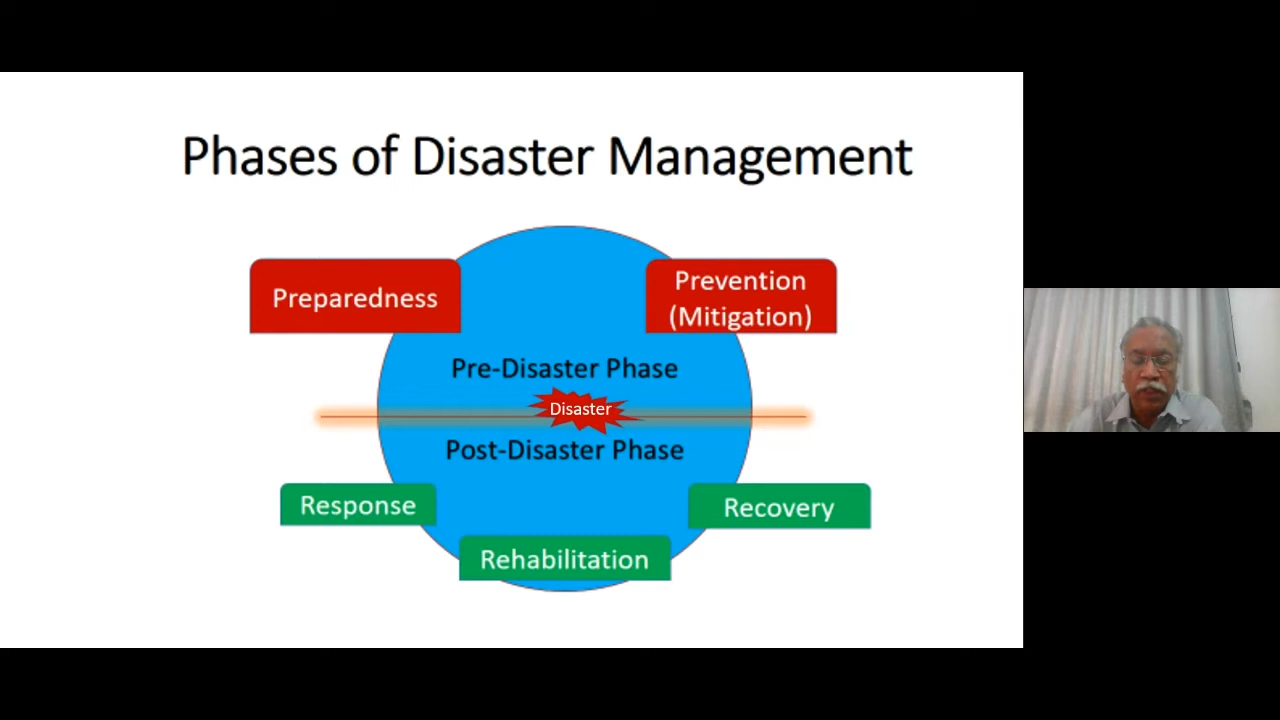 Phases of Disaster Management
Preparedness
Prevention
(Mitigation)
Pre-Disaster Phase
Disaster
Post-Disaster Phase
Response
Recovery
Rehabilitation